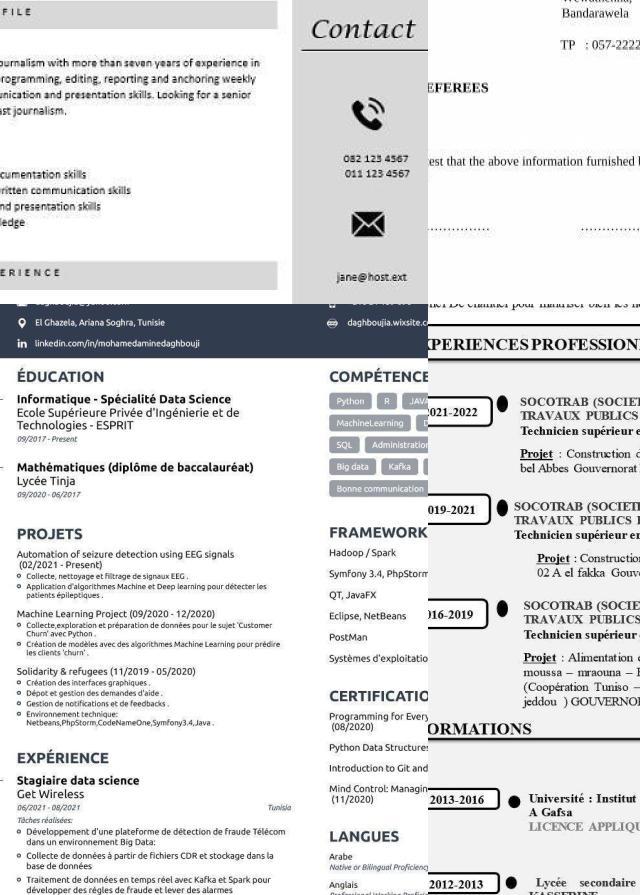 FILE
journalism with more than seven years of experience in
programming, editing, reporting and anchoring weekly
communication and presentation skills. Looking for a senior
journalism.
written communication skills
and presentation skills
Contact
082 123 4567
011 123 4567
jane@host.ext
Bandarawela
TP : 057-2222
that the above information furnished
El Ghazela, Ariana Soghra, Tunisie
linkedin.com/in/mohamedaminedaghbouji
ÉDUCATION
Informatique - Spécialité Data Science
Ecole Supérieure Privée d'Ingénierie et de
Technologies - ESPRIT
09/2017 - Present
Mathématiques (diplôme de baccalauréat)
Lycée Tinja
09/2020 - 06/2017
PROJETS
Automation of seizure detection using EEG signals
(02/2021 - Present)
Collecte, nettoyage et filtrage de signaux EEG .
Application d'algorithmes Machine et Deep learning pour détecter les
patients épileptiques .
Machine Learning Project (09/2020 - 12/2020)
Collecte,exploration et préparation de données pour le sujet 'Customer
Churn' avec Python .
Création de modèles avec des algorithmes Machine Learning pour prédire
les clients 'churn' .
Solidarity & refugees (11/2019 - 05/2020)
Création des interfaces graphiques .
Dépot et gestion des demandes d'aide .
Gestion de notifications et de feedbacks .
Environnement technique:
Netbeans,PhpStorm,CodeNameOne,Symfony3.4,Java .
EXPÉRIENCE
Stagiaire data science
Get Wireless
06/2021 - 08/2021 Tunisia
Tâches réalisées:
Développement d'une plateforme de détection de fraude Télécom
dans un environnement Big Data:
Collecte de données à partir de fichiers CDR et stockage dans la
base de données
Traitement de données en temps réel avec Kafka et Spark pour
développer des régles de fraude et lever des alarmes
daghboujia.wixsite.c
COMPÉTENCE
Python R JAVA
MachineLearning
SQL Administration
Big data Kafka
Bonne communication
FRAMEWORK
Hadoop / Spark
Symfony 3.4, PhpStorm
QT, JavaFX
Eclipse, NetBeans
PostMan
Systèmes d'exploitatio
CERTIFICATIO
Programming for Every
(08/2020)
Python Data Structures
Introduction to Git and
Mind Control: Managin
(11/2020)
LANGUES
Arabe
Native or Bilingual Proficiency
Anglais
XPERIENCES PROFESSION
2021-2022
SOCOTRAB (SOCIET
TRAVAUX PUBLICS
Technicien supérieur e
Projet : Construction d
bel Abbes Gouvernorat
019-2021
SOCOTRAB (SOCIET
TRAVAUX PUBLICS
Technicien supérieur en
Projet : Construction
02 A el fakka Gouv
016-2019
SOCOTRAB (SOCIE
TRAVAUX PUBLICS
Technicien supérieur
Projet : Alimentation e
moussa – mraouna –
(Coopération Tuniso –
jeddou ) GOUVERNO
ORMATIONS
2013-2016
Université : Institut
A Gafsa
LICENCE APPLIQU
2012-2013
Lycée secondaire